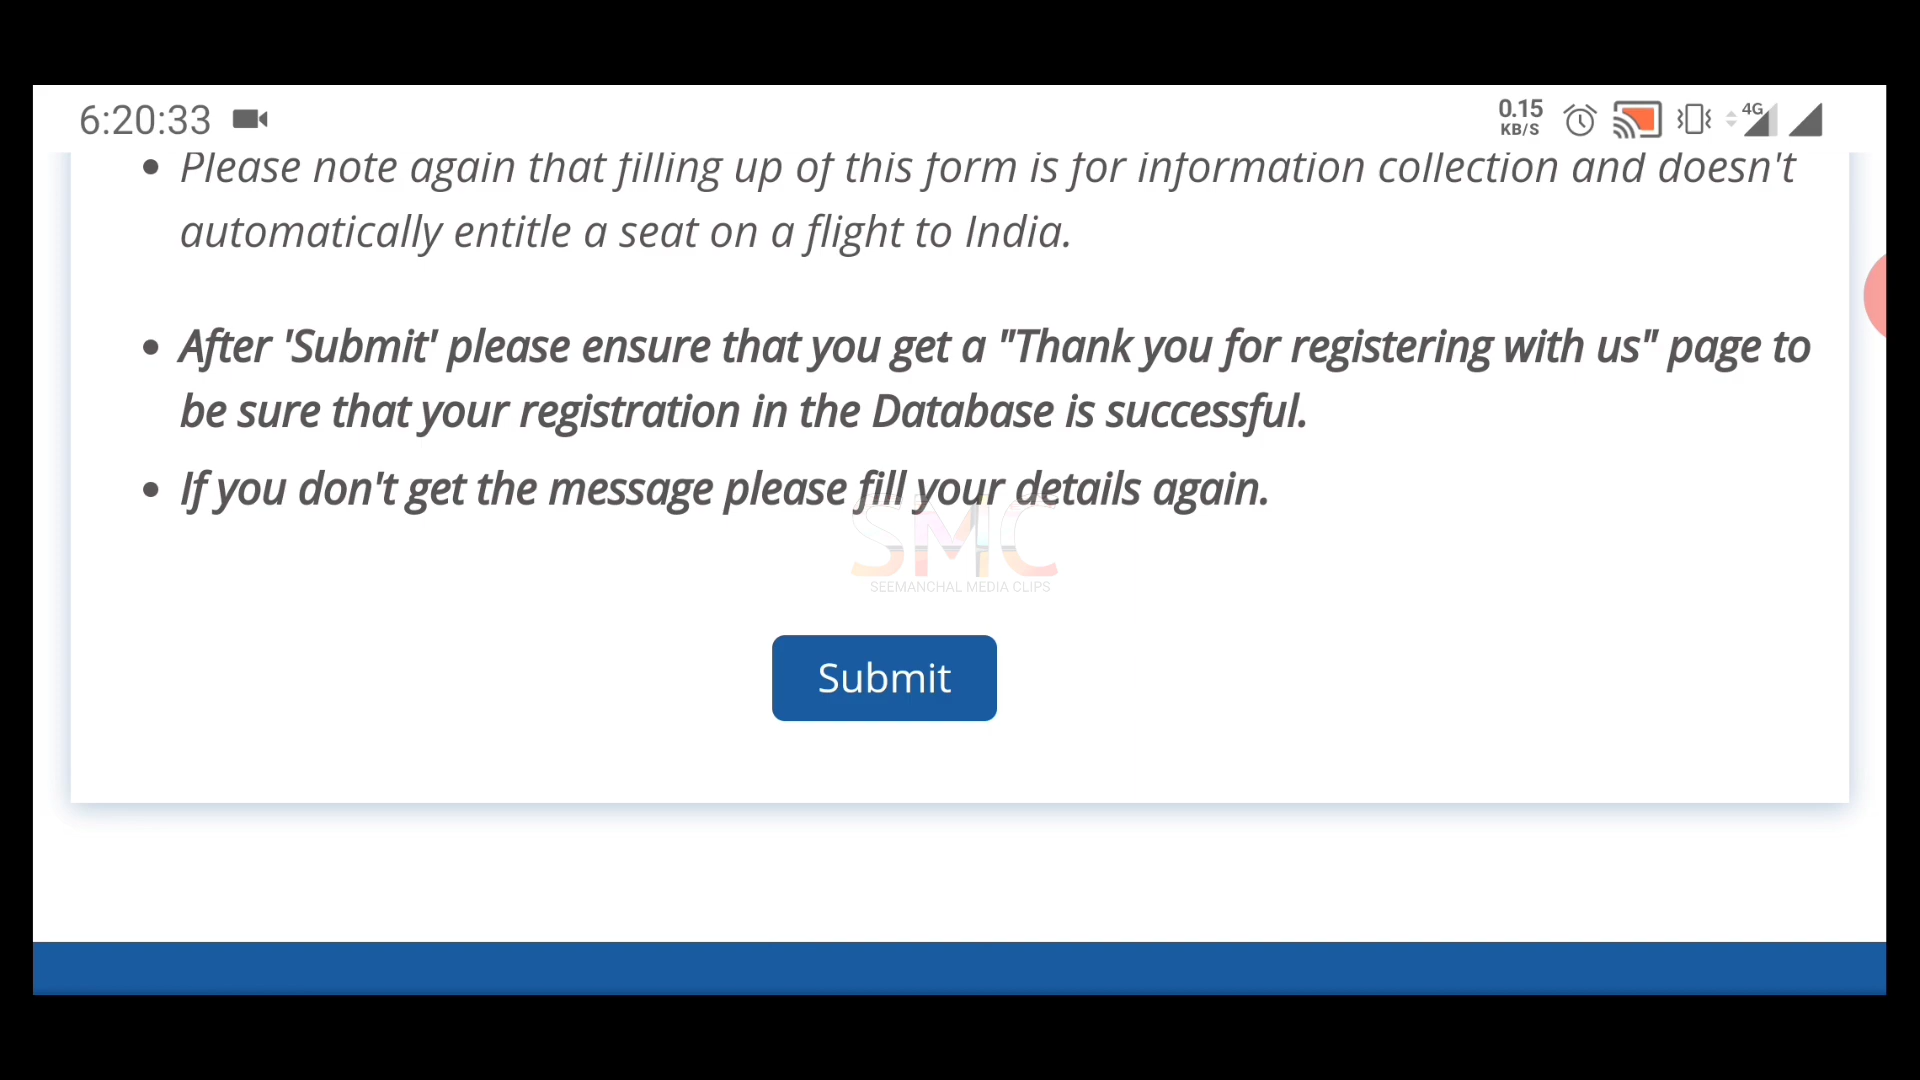 6:20:33
0.15
KB/S
4G
Please note again that filling up of this form is for information collection and doesn't
automatically entitle a seat on a flight to India.
After 'Submit' please ensure that you get a "Thank you for registering with us" page to
be sure that your registration in the Database is successful.
If you don't get the message please fill your details again.
SMC
SEEMANCHAL MEDIA CLIPS
Submit